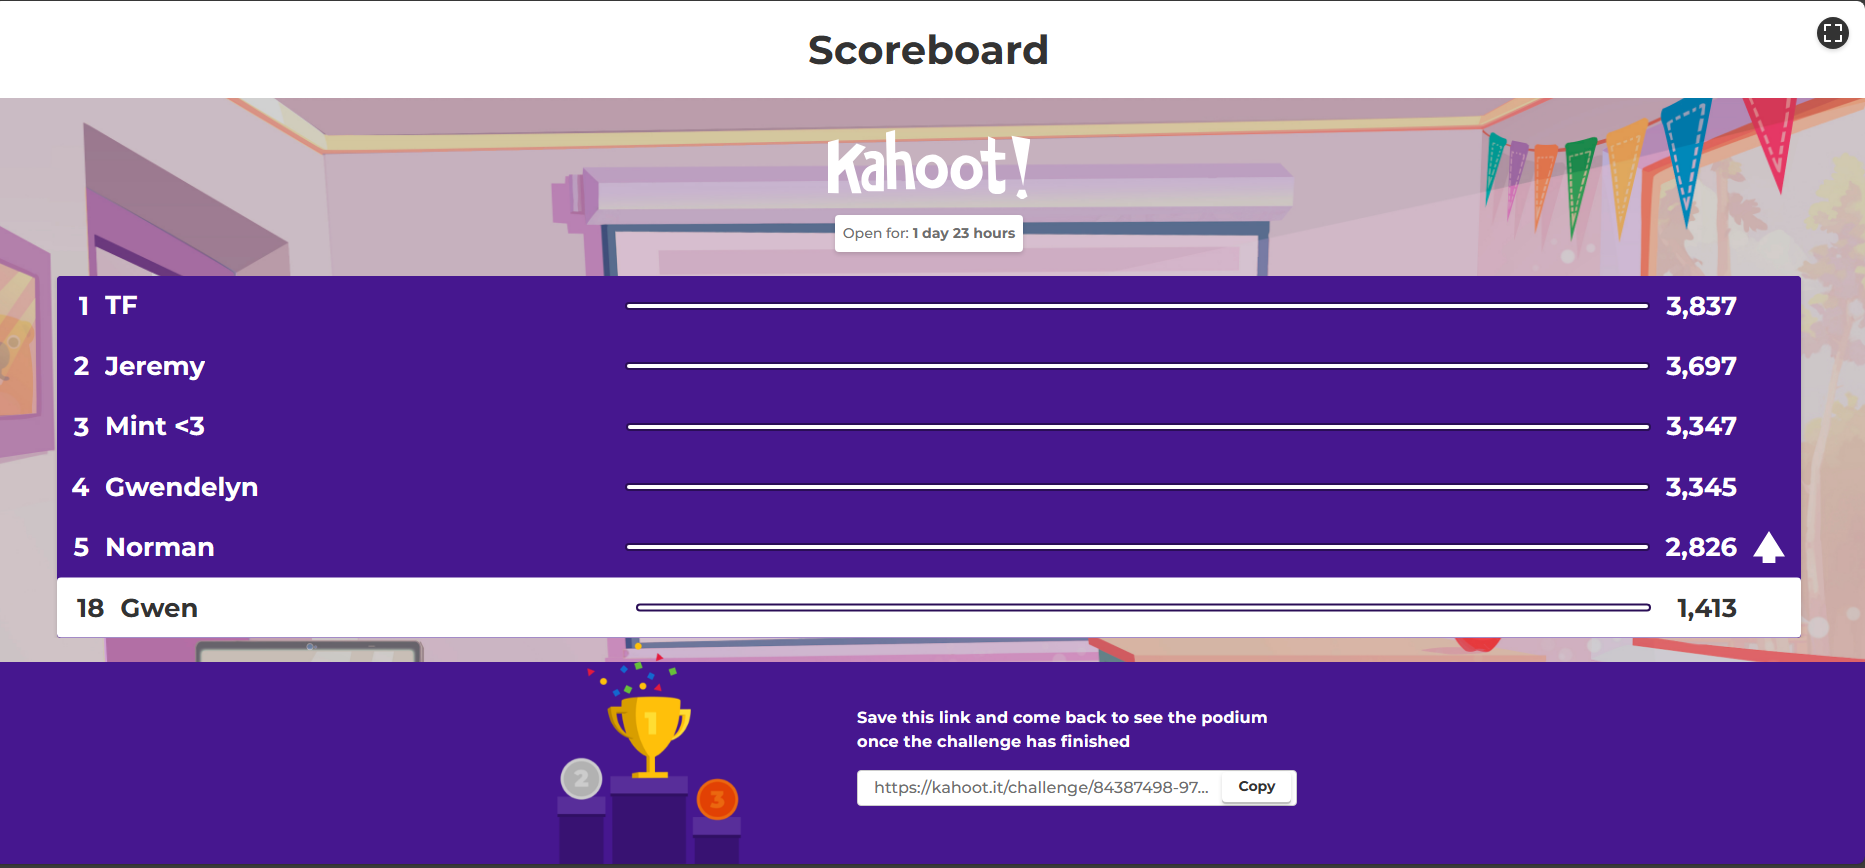 Scoreboard
Kahoot!
Open for: 1 day 23 hours
1 TF 3,837
2 Jeremy 3,697
3 Mint <3 3,347
4 Gwendelyn 3,345
5 Norman 2,826
18 Gwen 1,413
1
2
3
Save this link and come back to see the podium
once the challenge has finished
https://kahoot.it/challenge/84387498-97... Copy